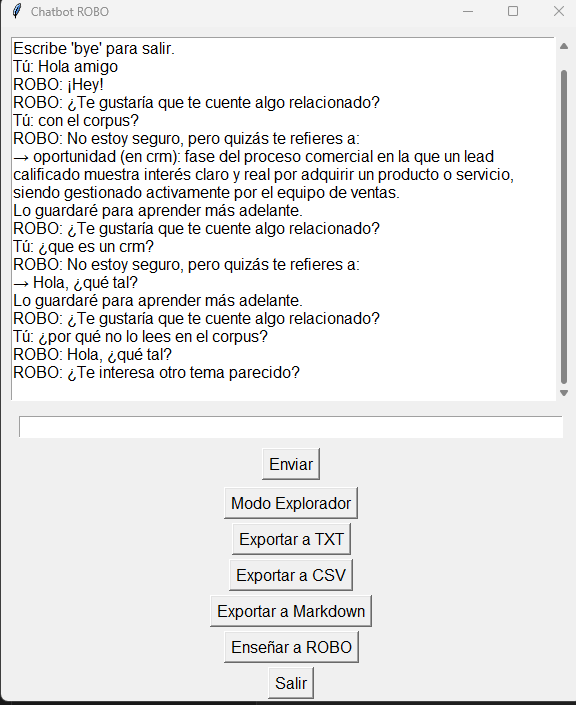 Chatbot ROBO
Escribe 'bye' para salir.
Tú: Hola amigo
ROBO: ¡Hey!
ROBO: ¿Te gustaría que te cuente algo relacionado?
Tú: con el corpus?
ROBO: No estoy seguro, pero quizás te refieres a:
→ oportunidad (en crm): fase del proceso comercial en la que un lead
calificado muestra interés claro y real por adquirir un producto o servicio,
siendo gestionado activamente por el equipo de ventas.
Lo guardaré para aprender más adelante.
ROBO: ¿Te gustaría que te cuente algo relacionado?
Tú: ¿que es un crm?
ROBO: No estoy seguro, pero quizás te refieres a:
→ Hola, ¿qué tal?
Lo guardaré para aprender más adelante.
ROBO: ¿Te gustaría que te cuente algo relacionado?
Tú: ¿por qué no lo lees en el corpus?
ROBO: Hola, ¿qué tal?
ROBO: ¿Te interesa otro tema parecido?
Enviar
Modo Explorador
Exportar a TXT
Exportar a CSV
Exportar a Markdown
Enseñar a ROBO
Salir